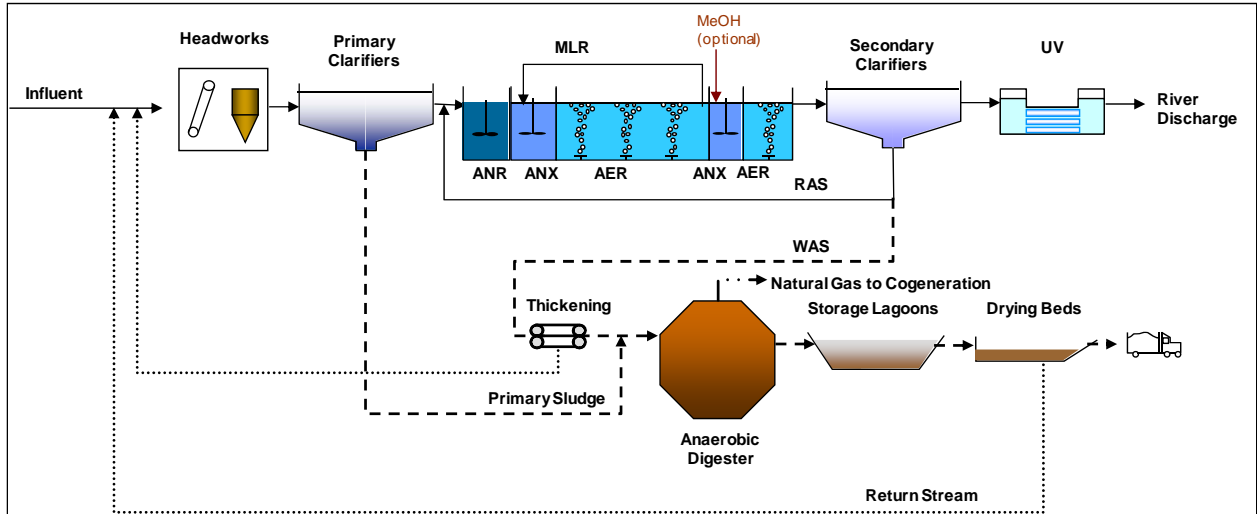 MeOH
(optional)
Headworks
Primary
Clarifiers
MLR
Secondary
Clarifiers
UV
Influent
River
Discharge
ANR
ANX
AER
ANX
AER
RAS
WAS
Natural Gas to Cogeneration
Thickening
Storage Lagoons
Drying Beds
Primary Sludge
Anaerobic
Digester
Return Stream